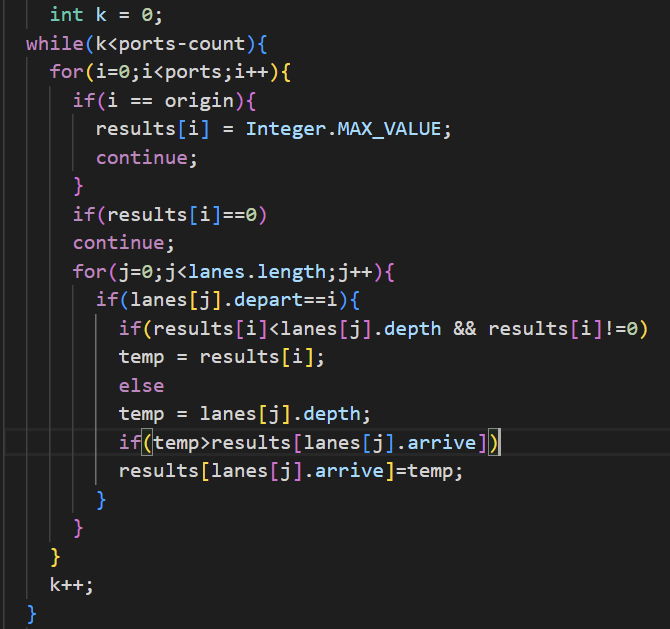 int k = 0;
while(k<ports-count){
for(i=0;i<ports;i++){
if(i == origin){
results[i] = Integer.MAX_VALUE;
continue;
}
if(results[i]==0)
continue;
for(j=0;j<lanes.length;j++){
if(lanes[j].depart==i){
if(results[i]<lanes[j].depth && results[i]!=0)
temp = results[i];
else
temp = lanes[j].depth;
if(temp>results[lanes[j].arrive])
results[lanes[j].arrive]=temp;
}
}
}
k++;
}